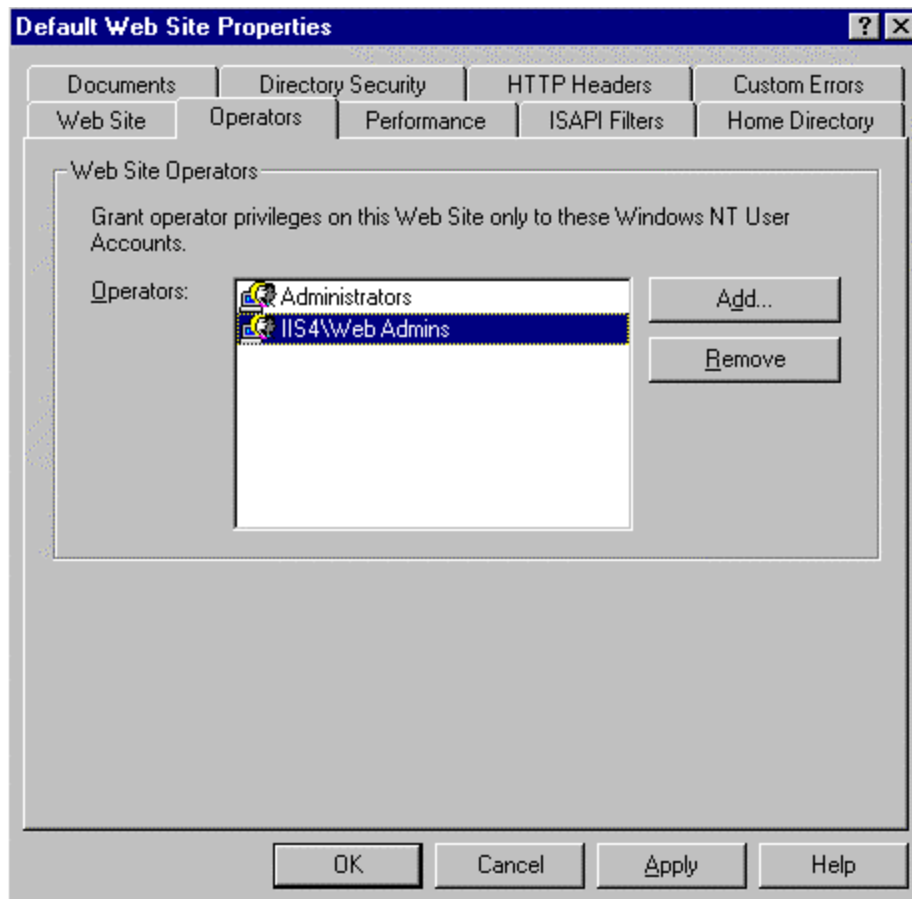 Default Web Site Properties
Documents Directory Security HTTP Headers Custom Errors
Web Site Operators Performance ISAPI Filters Home Directory
Web Site Operators
Grant operator privileges on this Web Site only to these Windows NT User
Accounts.
Operators:
Administrators
IIS4\Web Admins
Add...
Remove
OK Cancel Apply Help